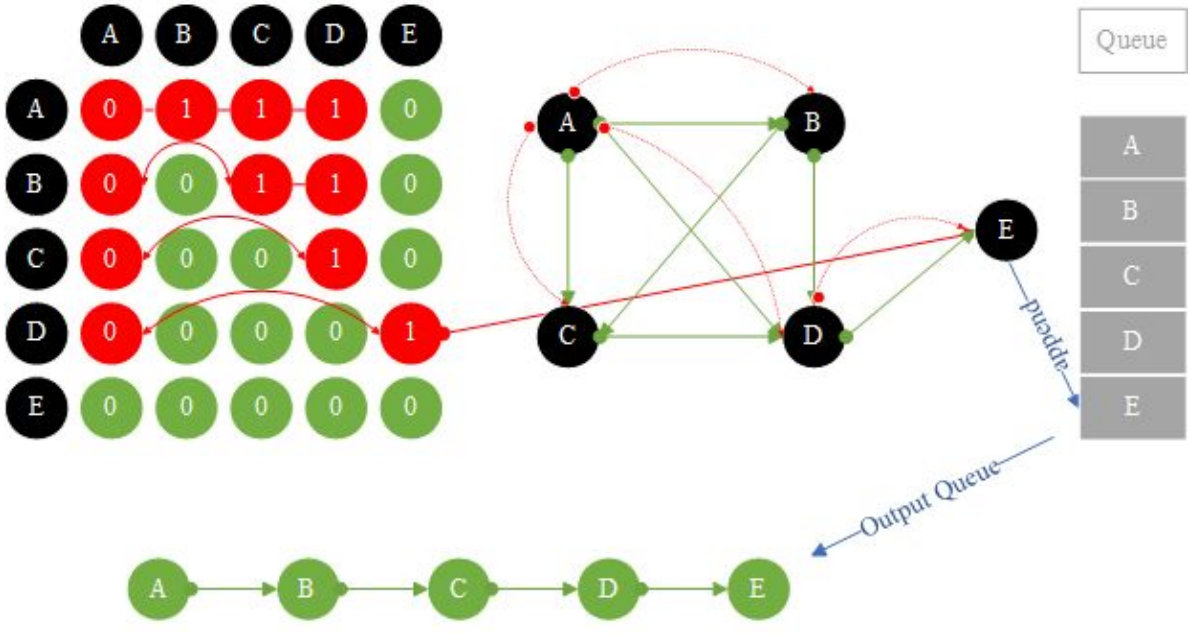 A B C D E
A 0 1 1 1 0
B 0 0 1 1 0
C 0 0 0 1 0
D 0 0 0 0 1
E 0 0 0 0 0
A B
E
C D
append
Queue
A
B
C
D
E
Output Queue
A B C D E